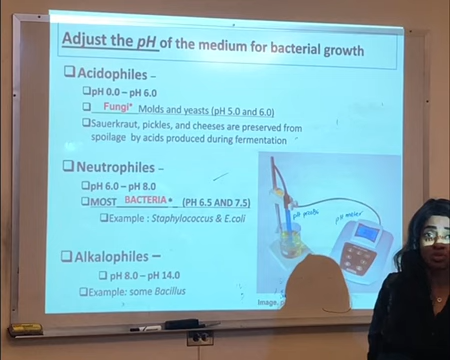 Adjust the pH of the medium for bacterial growth
Acidophiles –
pH 0.0 – pH 6.0
Fungi* Molds and yeasts (pH 5.0 and 6.0)
Sauerkraut, pickles, and cheeses are preserved from
spoilage by acids produced during fermentation
Neutrophiles –
pH 6.0 – pH 8.0
MOST BACTERIA* (PH 6.5 AND 7.5)
Example : Staphylococcus & E.coli
pH probe
pH meter
Alkalophiles –
pH 8.0 – pH 14.0
Example: some Bacillus
Image,